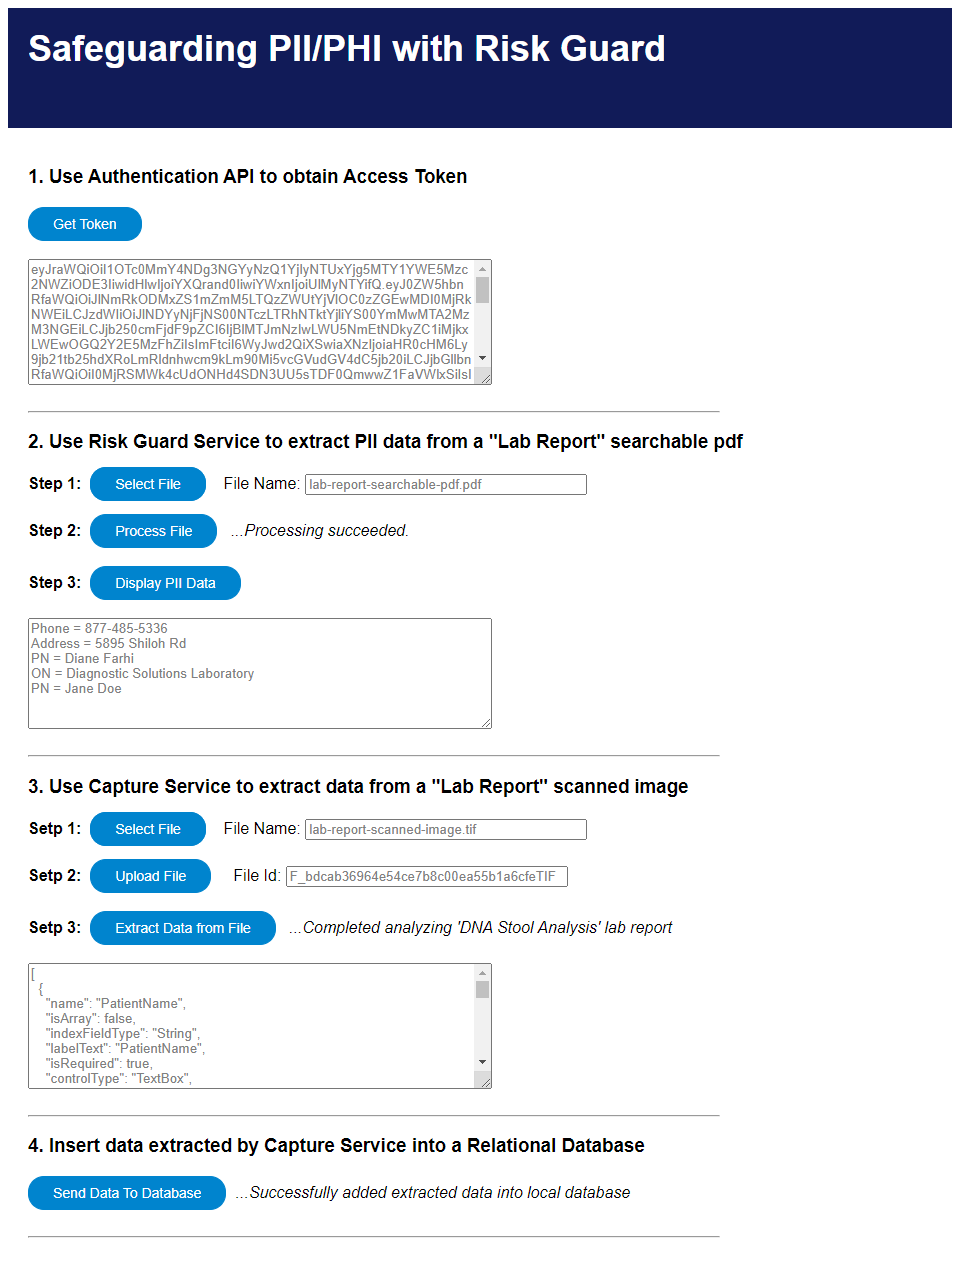 Safeguarding PII/PHI with Risk Guard
1. Use Authentication API to obtain Access Token
Get Token
2. Use Risk Guard Service to extract PII data from a "Lab Report" searchable pdf
Step 1: Select File File Name: lab-report-searchable-pdf.pdf
Step 2: Process File ...Processing succeeded.
Step 3: Display PII Data
Phone = 877-485-5336
Address = 5895 Shiloh Rd
PN = Diane Farhi
ON = Diagnostic Solutions Laboratory
PN = Jane Doe
3. Use Capture Service to extract data from a "Lab Report" scanned image
Setp 1: Select File File Name: lab-report-scanned-image.tif
Setp 2: Upload File File Id: F_bdcab36964e54ce7b8c00ea55b1a6cfeTIF
Setp 3: Extract Data from File ...Completed analyzing 'DNA Stool Analysis' lab report
[
{
"name": "PatientName",
"isArray": false,
"indexFieldType": "String",
"labelText": "PatientName",
"isRequired": true,
"controlType": "TextBox",
4. Insert data extracted by Capture Service into a Relational Database
Send Data To Database ...Successfully added extracted data into local database